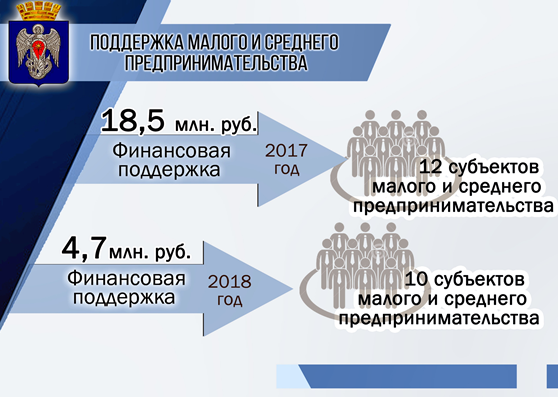 ПОДДЕРЖКА МАЛОГО И СРЕДНЕГО
ПРЕДПРИНИМАТЕЛЬСТВА
18,5 млн. руб.
Финансовая
поддержка
2017
год
12 субъектов
малого и среднего
предпринимательства
4,7 млн. руб.
Финансовая
поддержка
2018
год
10 субъектов
малого и среднего
предпринимательства